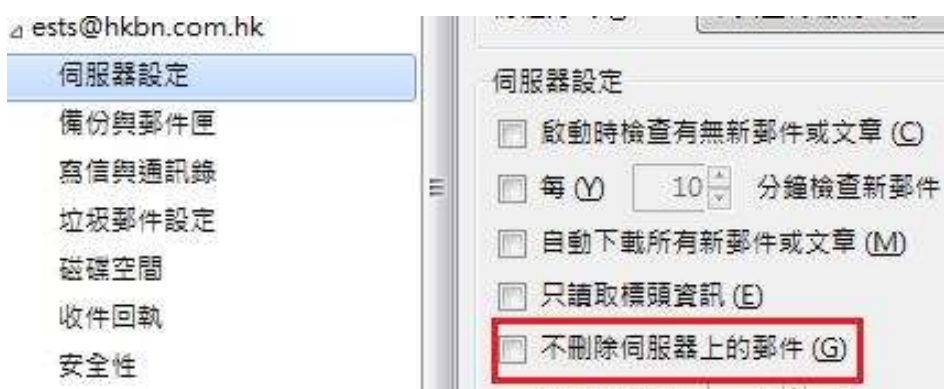 ests@hkbn.com.hk
伺服器設定
備份與郵件匣
寫信與通訊錄
垃圾郵件設定
磁碟空間
收件回執
安全性
伺服器設定
啟動時檢查有無新郵件或文章 (C)
每 (Y) 10 分鐘檢查新郵件
自動下載所有新郵件或文章 (M)
只讀取標頭資訊 (E)
不刪除伺服器上的郵件 (G)